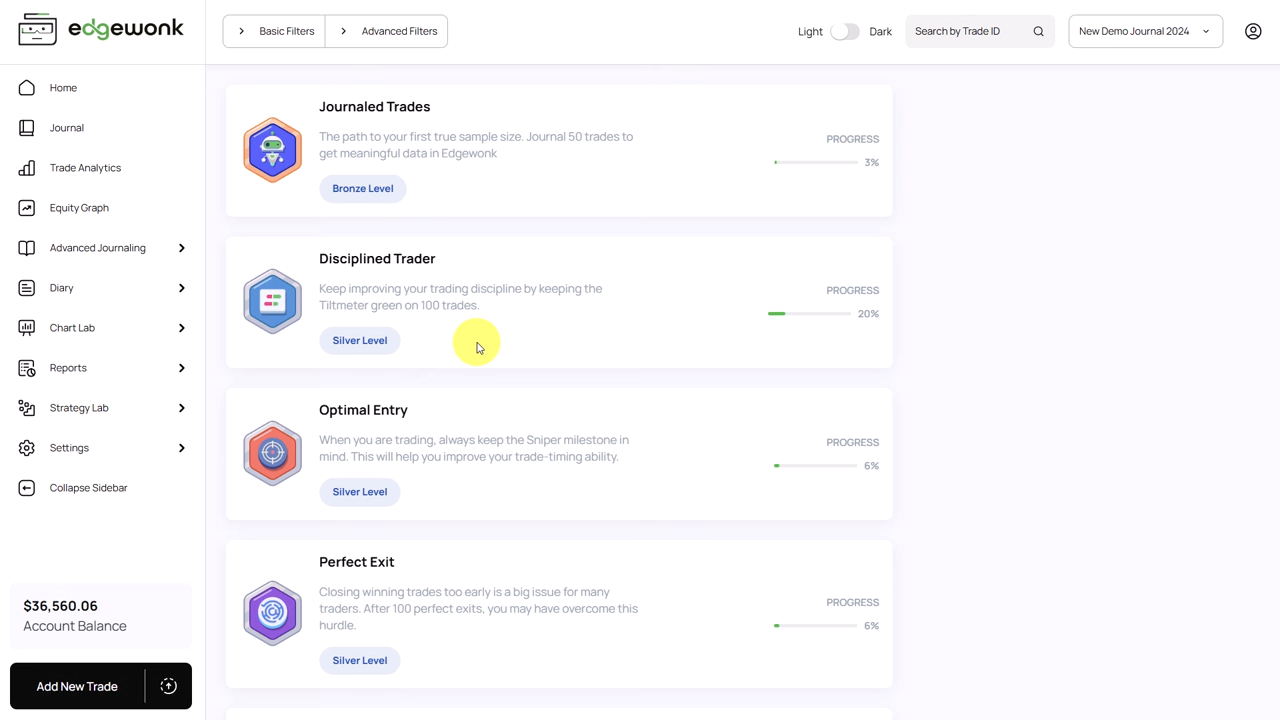 edgewonk
Basic Filters
Advanced Filters
Light
Dark
Search by Trade ID
New Demo Journal 2024
Home
Journal
Trade Analytics
Equity Graph
Advanced Journaling
Diary
Chart Lab
Reports
Strategy Lab
Settings
Collapse Sidebar
$36,560.06
Account Balance
Add New Trade
Journaled Trades
The path to your first true sample size. Journal 50 trades to
get meaningful data in Edgewonk
Bronze Level
PROGRESS
3%
Disciplined Trader
Keep improving your trading discipline by keeping the
Tiltmeter green on 100 trades.
Silver Level
PROGRESS
20%
Optimal Entry
When you are trading, always keep the Sniper milestone in
mind. This will help you improve your trade-timing ability.
Silver Level
PROGRESS
6%
Perfect Exit
Closing winning trades too early is a big issue for many
traders. After 100 perfect exits, you may have overcome this
hurdle.
Silver Level
PROGRESS
6%